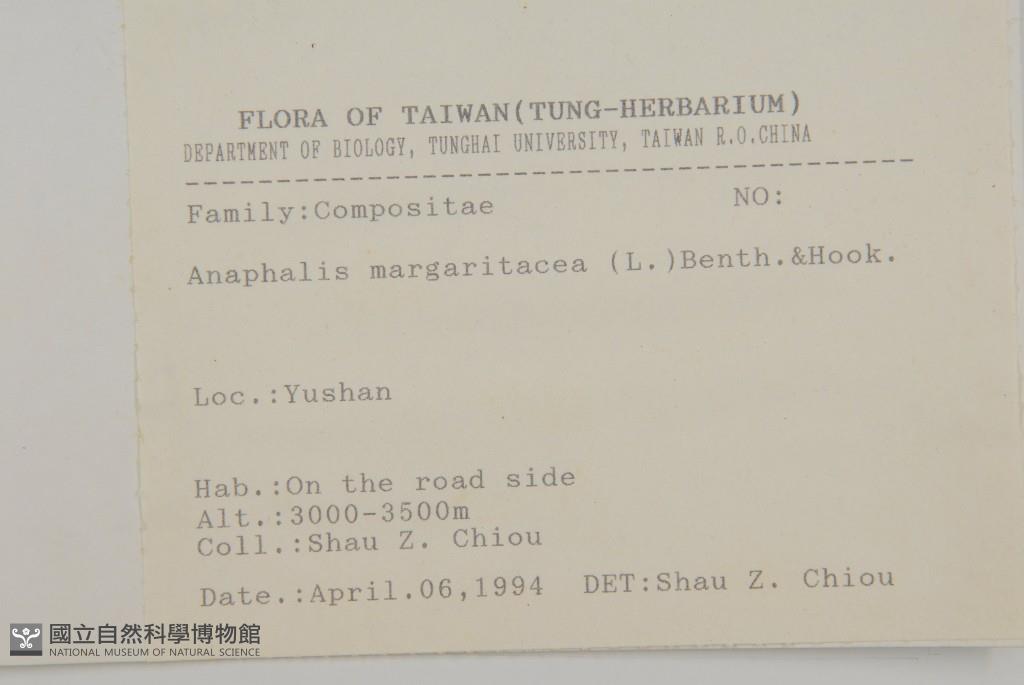 FLORA OF TAIWAN(TUNG-HERBARIUM)
DEPARTMENT OF BIOLOGY, TUNGHAI UNIVERSITY, TAIWAN R.O.CHINA
----------------------------------------
Family:Compositae NO:
Anaphalis margaritacea (L.)Benth.&Hook.
Loc.:Yushan
Hab.:On the road side
Alt.:3000-3500m
Coll.:Shau Z. Chiou
Date.:April.06,1994 DET:Shau Z. Chiou
國立自然科學博物館
NATIONAL MUSEUM OF NATURAL SCIENCE